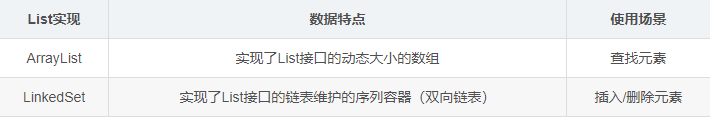 List实现 数据特点 使用场景
ArrayList 实现了List接口的动态大小的数组 查找元素
LinkedSet 实现了List接口的链表维护的序列容器（双向链表） 插入/删除元素